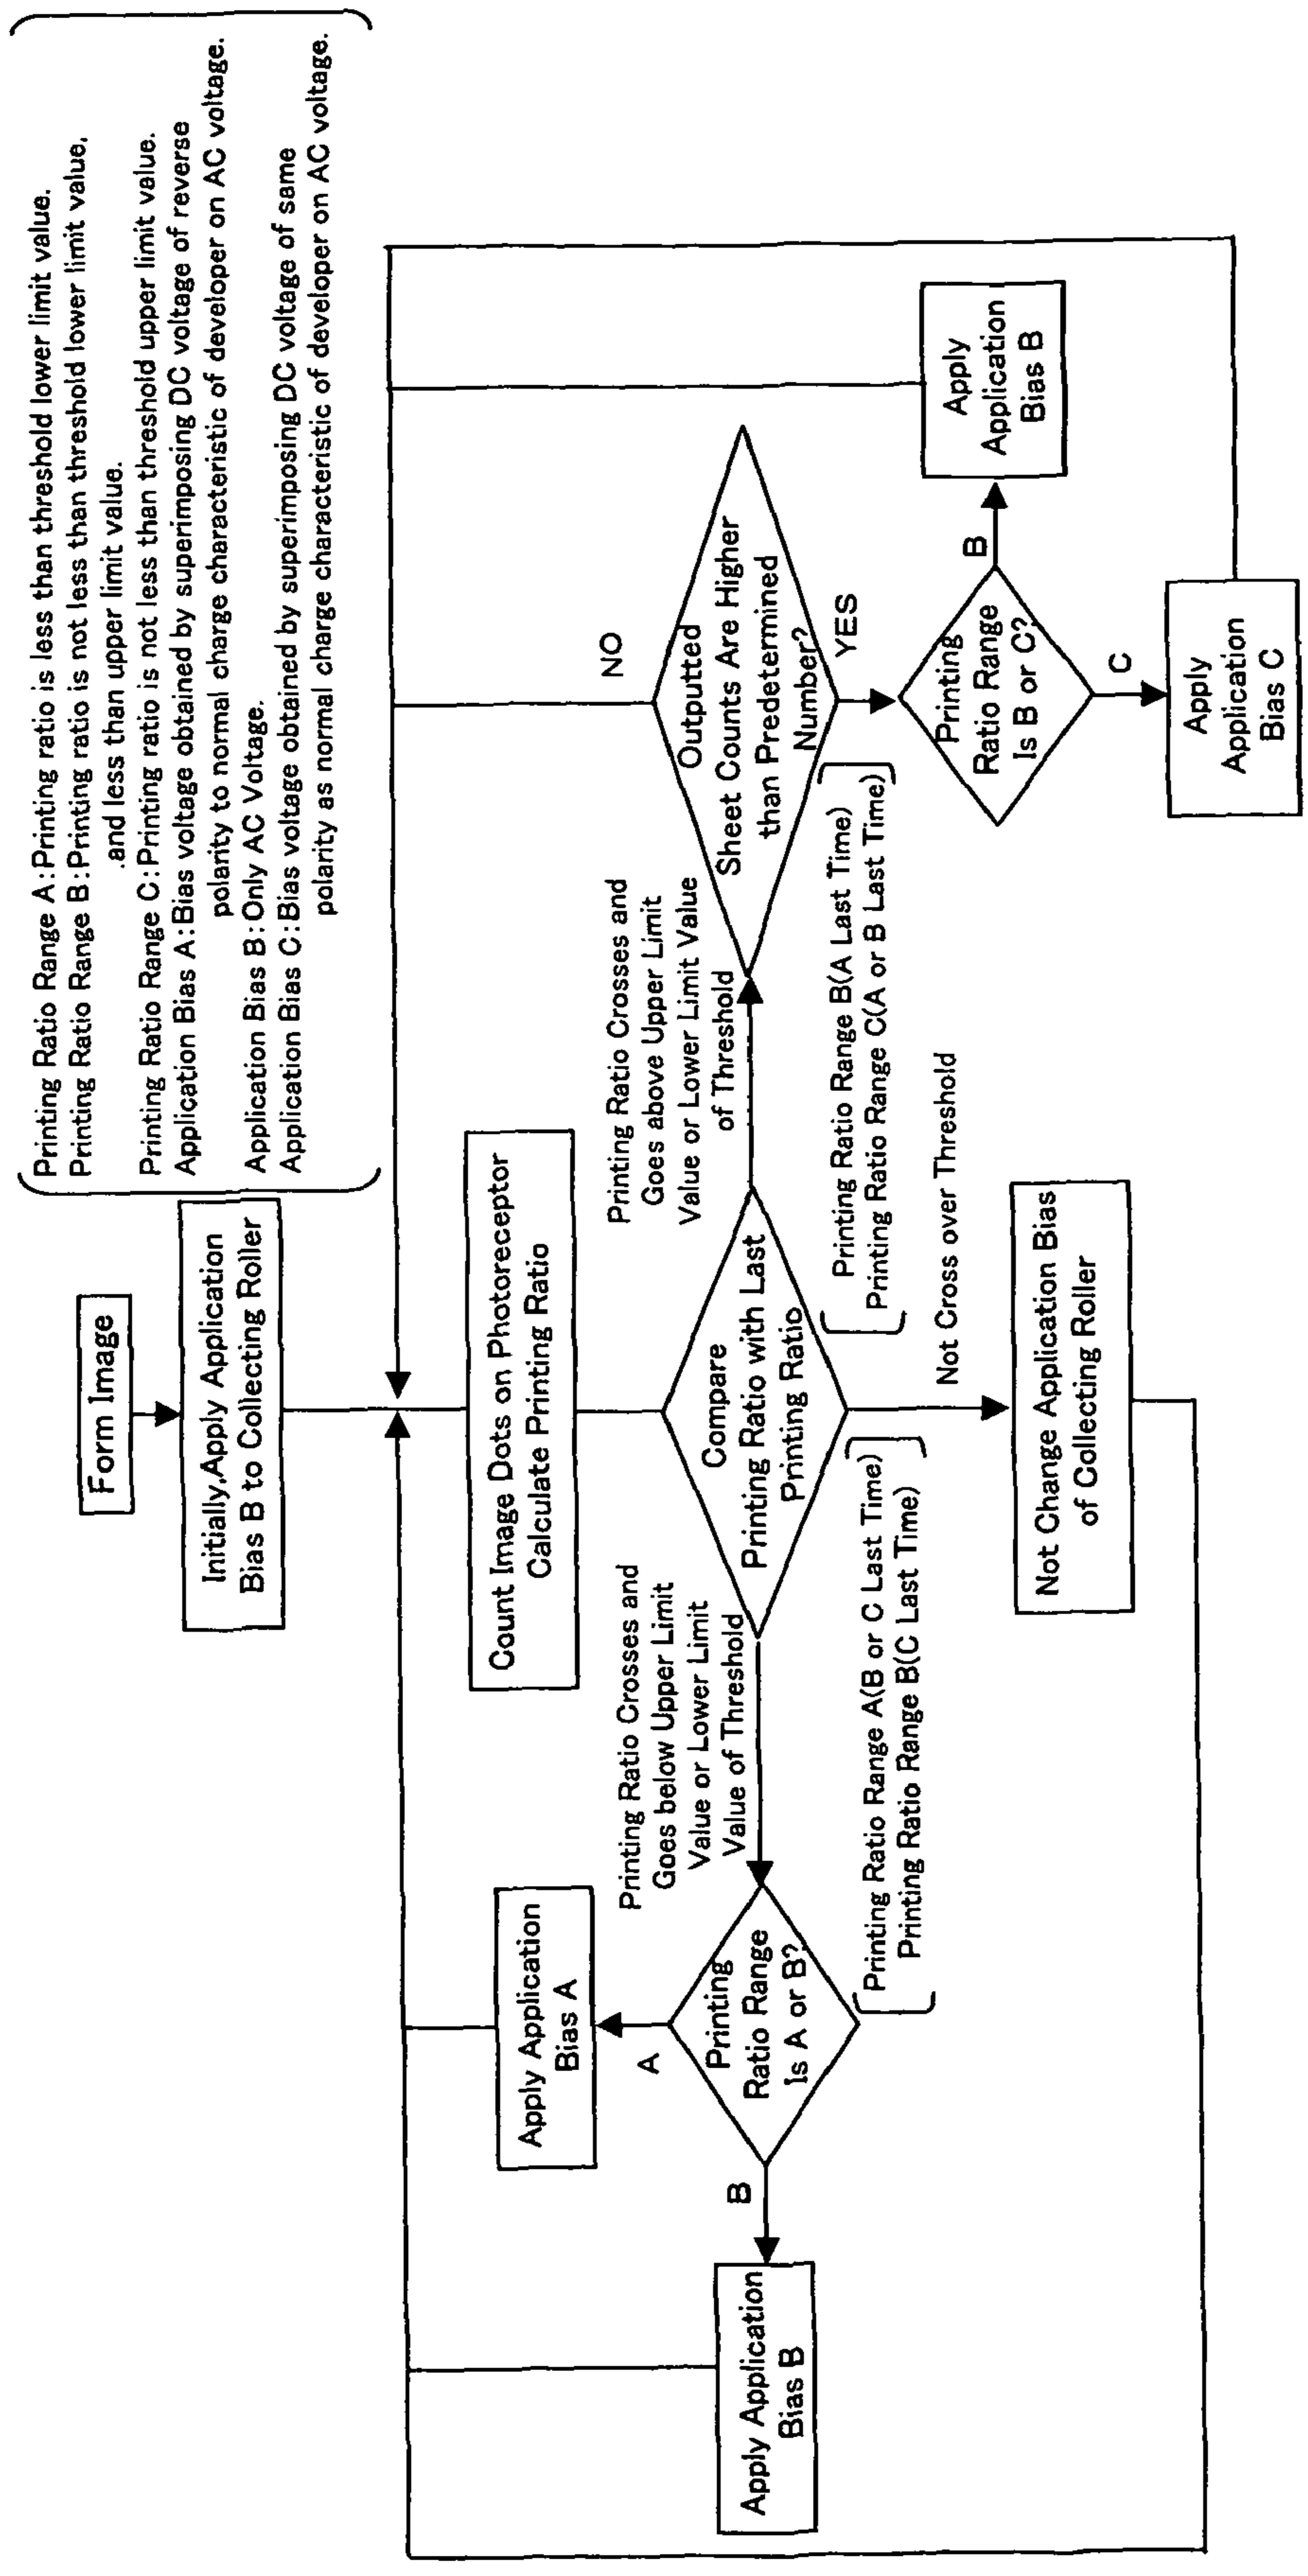 Printing Ratio Range A:Printing ratio is less than threshold lower limit value.
Printing Ratio Range B:Printing ratio is not less than threshold lower limit value,
.and less than upper limit value.
Printing Ratio Range C:Printing ratio is not less than threshold upper limit value.
Application Bias A:Bias voltage obtained by superimposing DC voltage of reverse
polarity to normal charge characteristic of developer on AC voltage.
Application Bias B:Only AC Voltage.
Application Bias C:Bias voltage obtained by superimposing DC voltage of same
polarity as normal charge characteristic of developer on AC voltage.
Form Image
Initially,Apply Application
Bias B to Collecting Roller
Count Image Dots on Photoreceptor
Calculate Printing Ratio
Compare
Printing Ratio with Last
Printing Ratio
Printing Ratio Crosses and
Goes below Upper Limit
Value or Lower Limit
Value of Threshold
Printing Ratio Range A(B or C Last Time)
Printing Ratio Range B(C Last Time)
Printing
Ratio Range
Is A or B?
A
Apply Application
Bias A
B
Apply Application
Bias B
Not Cross over Threshold
Not Change Application Bias
of Collecting Roller
Printing Ratio Crosses and
Goes above Upper Limit
Value or Lower Limit Value
of Threshold
Printing Ratio Range B(A Last Time)
Printing Ratio Range C(A or B Last Time)
Outputted
Sheet Counts Are Higher
than Predetermined
Number?
NO
YES
Printing
Ratio Range
Is B or C?
B
Apply
Application
Bias B
C
Apply
Application
Bias C